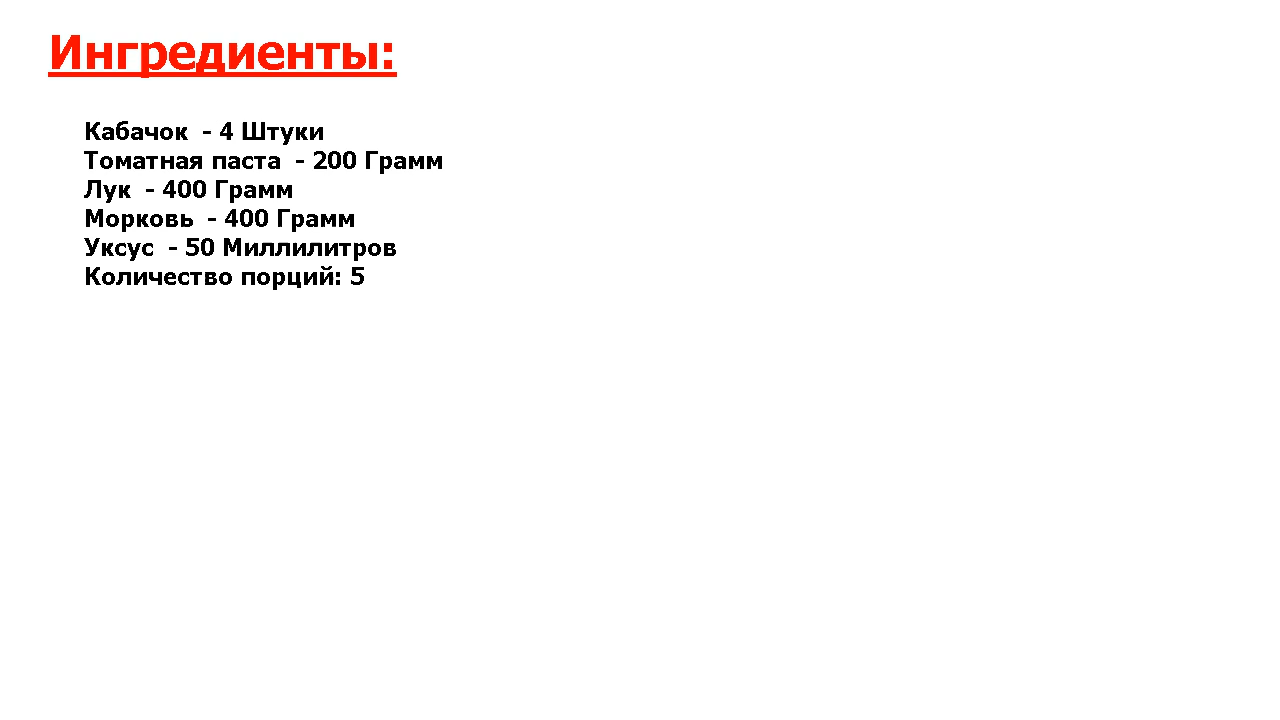 Ингредиенты:
Кабачок  - 4 Штуки
Томатная паста  - 200 Грамм
Лук  - 400 Грамм
Морковь  - 400 Грамм
Уксус  - 50 Миллилитров
Количество порций: 5